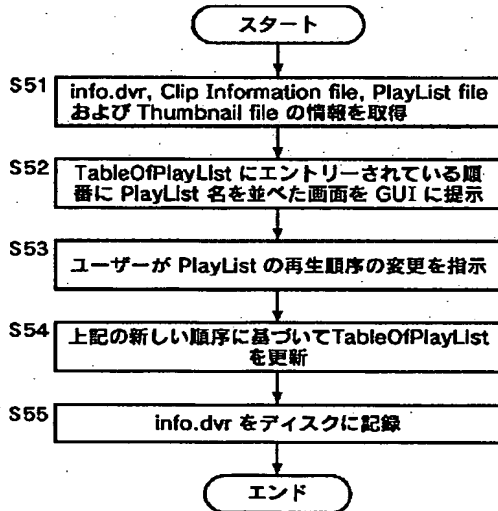 スタート
S51
info.dvr, Clip Information file, PlayList file
および Thumbnail file の情報を取得
S52
TableOfPlayList にエントリーされている順
番に PlayList 名を並べた画面を GUI に提示
S53
ユーザーが PlayList の再生順序の変更を指示
S54
上記の新しい順序に基づいてTableOfPlayList
を更新
S55
info.dvr をディスクに記録
エンド